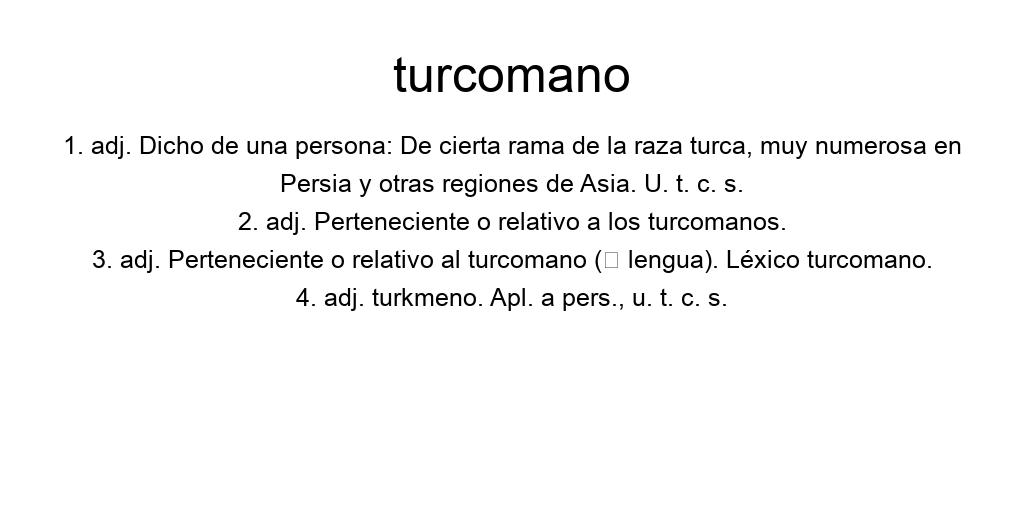 turcomano
1. adj. Dicho de una persona: De cierta rama de la raza turca, muy numerosa en
Persia y otras regiones de Asia. U. t. c. s.
2. adj. Perteneciente o relativo a los turcomanos.
3. adj. Perteneciente o relativo al turcomano (□ lengua). Léxico turcomano.
4. adj. turkmeno. Apl. a pers., u. t. c. s.